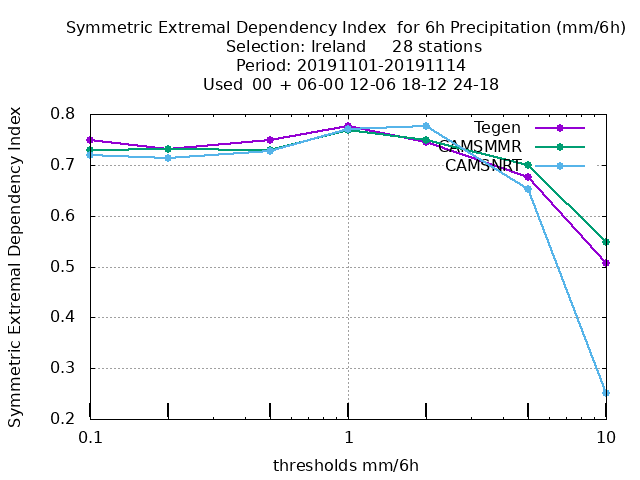 Symmetric Extremal Dependency Index  for 6h Precipitation (mm/6h)
Selection: Ireland     28 stations
Period: 20191101-20191114
Used  00  + 06-00 12-06 18-12 24-18
Symmetric Extremal Dependency Index
0.8
0.7
0.6
0.5
0.4
0.3
0.2
Tegen
CAMSMMR
CAMSNRT
0.1
1
10
thresholds mm/6h